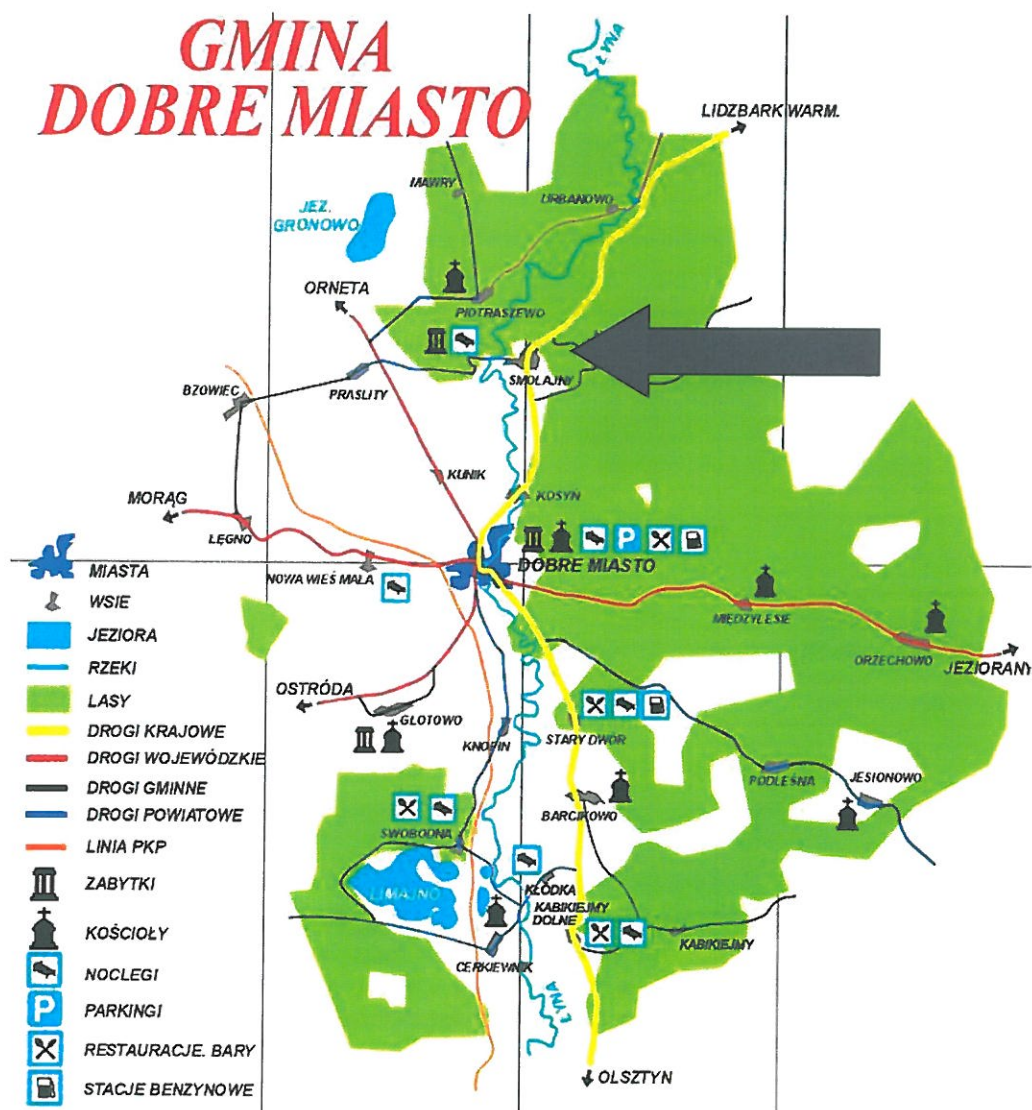 GMINA
DOBRE MIASTO
ŁYNA
LIDZBARK WARM.
MAWRY
URBANOWO
JEZ.
GRONOWO
ORNETA
PIOTRASZEWO
SMOLAJNY
BZOWIEC
PRASLITY
KUNIK
MORĄG
KOSYŃ
ŁĘGNO
DOBRE MIASTO
NOWA WIEŚ MAŁA
MIĘDZYLESIE
ORZECHOWO
JEZIORANY
OSTRÓDA
GŁOTOWO
KNOPIN
STARY DWÓR
PODLEŚNA
JESIONOWO
BARCIKOWO
SWOBODNA
LIMAJNO
KŁÓDKA
KABIKIEJMY
DOLNE
KABIKIEJMY
CERKIEWNIK
ŁYNA
OLSZTYN
MIASTA
WSIE
JEZIORA
RZEKI
LASY
DROGI KRAJOWE
DROGI WOJEWÓDZKIE
DROGI GMINNE
DROGI POWIATOWE
LINIA PKP
ZABYTKI
KOŚCIOŁY
NOCLEGI
P
PARKINGI
RESTAURACJE. BARY
STACJE BENZYNOWE
P